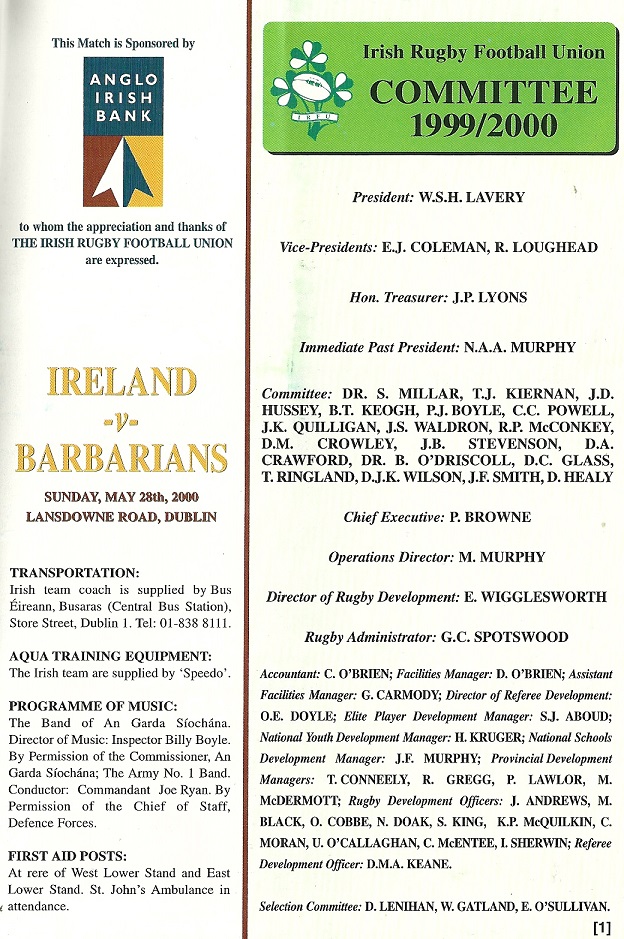 This Match is Sponsored by
ANGLO
IRISH
BANK
to whom the appreciation and thanks of
THE IRISH RUGBY FOOTBALL UNION
are expressed.
IRELAND
-v-
BARBARIANS
SUNDAY, MAY 28th, 2000
LANSDOWNE ROAD, DUBLIN
TRANSPORTATION:
Irish team coach is supplied by Bus
Éireann, Busaras (Central Bus Station),
Store Street, Dublin 1. Tel: 01-838 8111.
AQUA TRAINING EQUIPMENT:
The Irish team are supplied by ‘Speedo’.
PROGRAMME OF MUSIC:
The Band of An Garda Síochána.
Director of Music: Inspector Billy Boyle.
By Permission of the Commissioner, An
Garda Síochána; The Army No. 1 Band.
Conductor: Commandant Joe Ryan. By
Permission of the Chief of Staff,
Defence Forces.
FIRST AID POSTS:
At rere of West Lower Stand and East
Lower Stand. St. John’s Ambulance in
attendance.
IRFU
Irish Rugby Football Union
COMMITTEE
1999/2000
President: W.S.H. LAVERY
Vice-Presidents: E.J. COLEMAN, R. LOUGHEAD
Hon. Treasurer: J.P. LYONS
Immediate Past President: N.A.A. MURPHY
Committee: DR. S. MILLAR, T.J. KIERNAN, J.D.
HUSSEY, B.T. KEOGH, P.J. BOYLE, C.C. POWELL,
J.K. QUILLIGAN, J.S. WALDRON, R.P. McCONKEY,
D.M. CROWLEY, J.B. STEVENSON, D.A.
CRAWFORD, DR. B. O’DRISCOLL, D.C. GLASS,
T. RINGLAND, D.J.K. WILSON, J.F. SMITH, D. HEALY
Chief Executive: P. BROWNE
Operations Director: M. MURPHY
Director of Rugby Development: E. WIGGLESWORTH
Rugby Administrator: G.C. SPOTSWOOD
Accountant: C. O’BRIEN; Facilities Manager: D. O’BRIEN; Assistant
Facilities Manager: G. CARMODY; Director of Referee Development:
O.E. DOYLE; Elite Player Development Manager: S.J. ABOUD;
National Youth Development Manager: H. KRUGER; National Schools
Development Manager: J.F. MURPHY; Provincial Development
Managers: T. CONNEELY, R. GREGG, P. LAWLOR, M.
McDERMOTT; Rugby Development Officers: J. ANDREWS, M.
BLACK, O. COBBE, N. DOAK, S. KING, K.P. McQUILKIN, C.
MORAN, U. O’CALLAGHAN, C. McENTEE, I. SHERWIN; Referee
Development Officer: D.M.A. KEANE.
Selection Committee: D. LENIHAN, W. GATLAND, E. O’SULLIVAN.
[1]